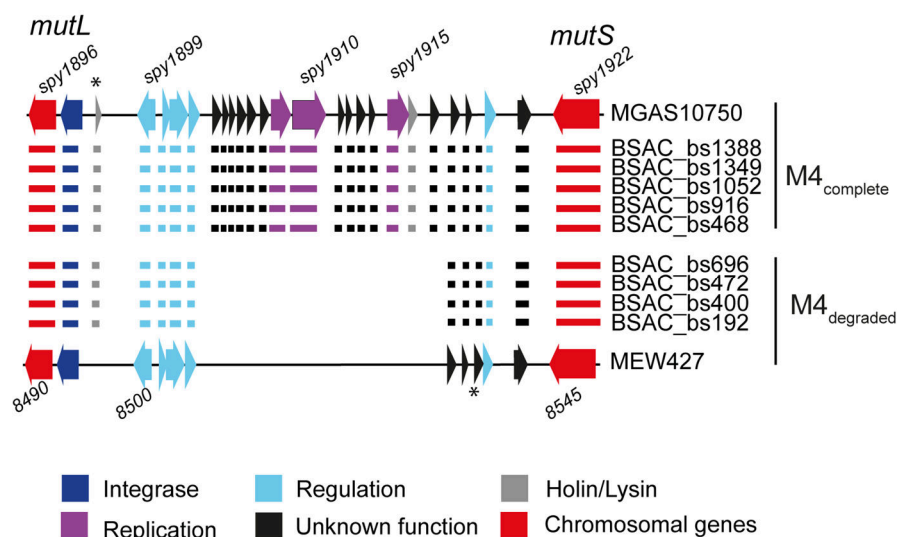 mutL
mutS
spy1896
*
spy1899
spy1910
spy1915
spy1922
MGAS10750
BSAC_bs1388
BSAC_bs1349
BSAC_bs1052
BSAC_bs916
BSAC_bs468
M4complete
BSAC_bs696
BSAC_bs472
BSAC_bs400
BSAC_bs192
M4degraded
MEW427
8490
8500
*
8545
Integrase
Regulation
Holin/Lysin
Replication
Unknown function
Chromosomal genes